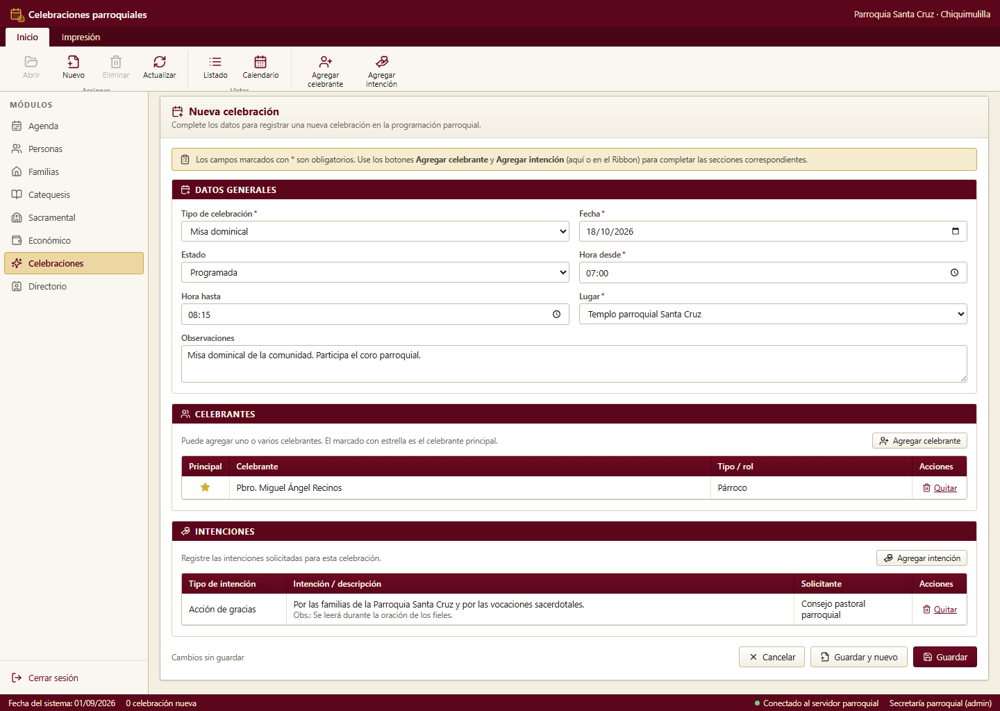 Celebraciones parroquiales
Parroquia Santa Cruz · Chiquimulilla
Inicio
Impresión
Abrir
Nuevo
Eliminar
Actualizar
Acciones
Listado
Calendario
Vistas
Agregar
celebrante
Agregar
intención
MÓDULOS
Agenda
Personas
Familias
Catequesis
Sacramental
Económico
Celebraciones
Directorio
Cerrar sesión
Nueva celebración
Complete los datos para registrar una nueva celebración en la programación parroquial.
Los campos marcados con * son obligatorios. Use los botones Agregar celebrante y Agregar intención (aquí o en el Ribbon) para completar las secciones correspondientes.
DATOS GENERALES
Tipo de celebración *
Misa dominical
Fecha *
18/10/2026
Estado
Programada
Hora desde *
07:00
Hora hasta
08:15
Lugar *
Templo parroquial Santa Cruz
Observaciones
Misa dominical de la comunidad. Participa el coro parroquial.
CELEBRANTES
Puede agregar uno o varios celebrantes. El marcado con estrella es el celebrante principal.
Agregar celebrante
Principal Celebrante Tipo / rol Acciones
Pbro. Miguel Ángel Recinos Párroco Quitar
INTENCIONES
Registre las intenciones solicitadas para esta celebración.
Agregar intención
Tipo de intención Intención / descripción Solicitante Acciones
Acción de gracias
Por las familias de la Parroquia Santa Cruz y por las vocaciones sacerdotales.
Obs.: Se leerá durante la oración de los fieles.
Consejo pastoral
parroquial
Quitar
Cambios sin guardar
Cancelar
Guardar y nuevo
Guardar
Fecha del sistema: 01/09/2026
0 celebración nueva
Conectado al servidor parroquial
Secretaría parroquial (admin)